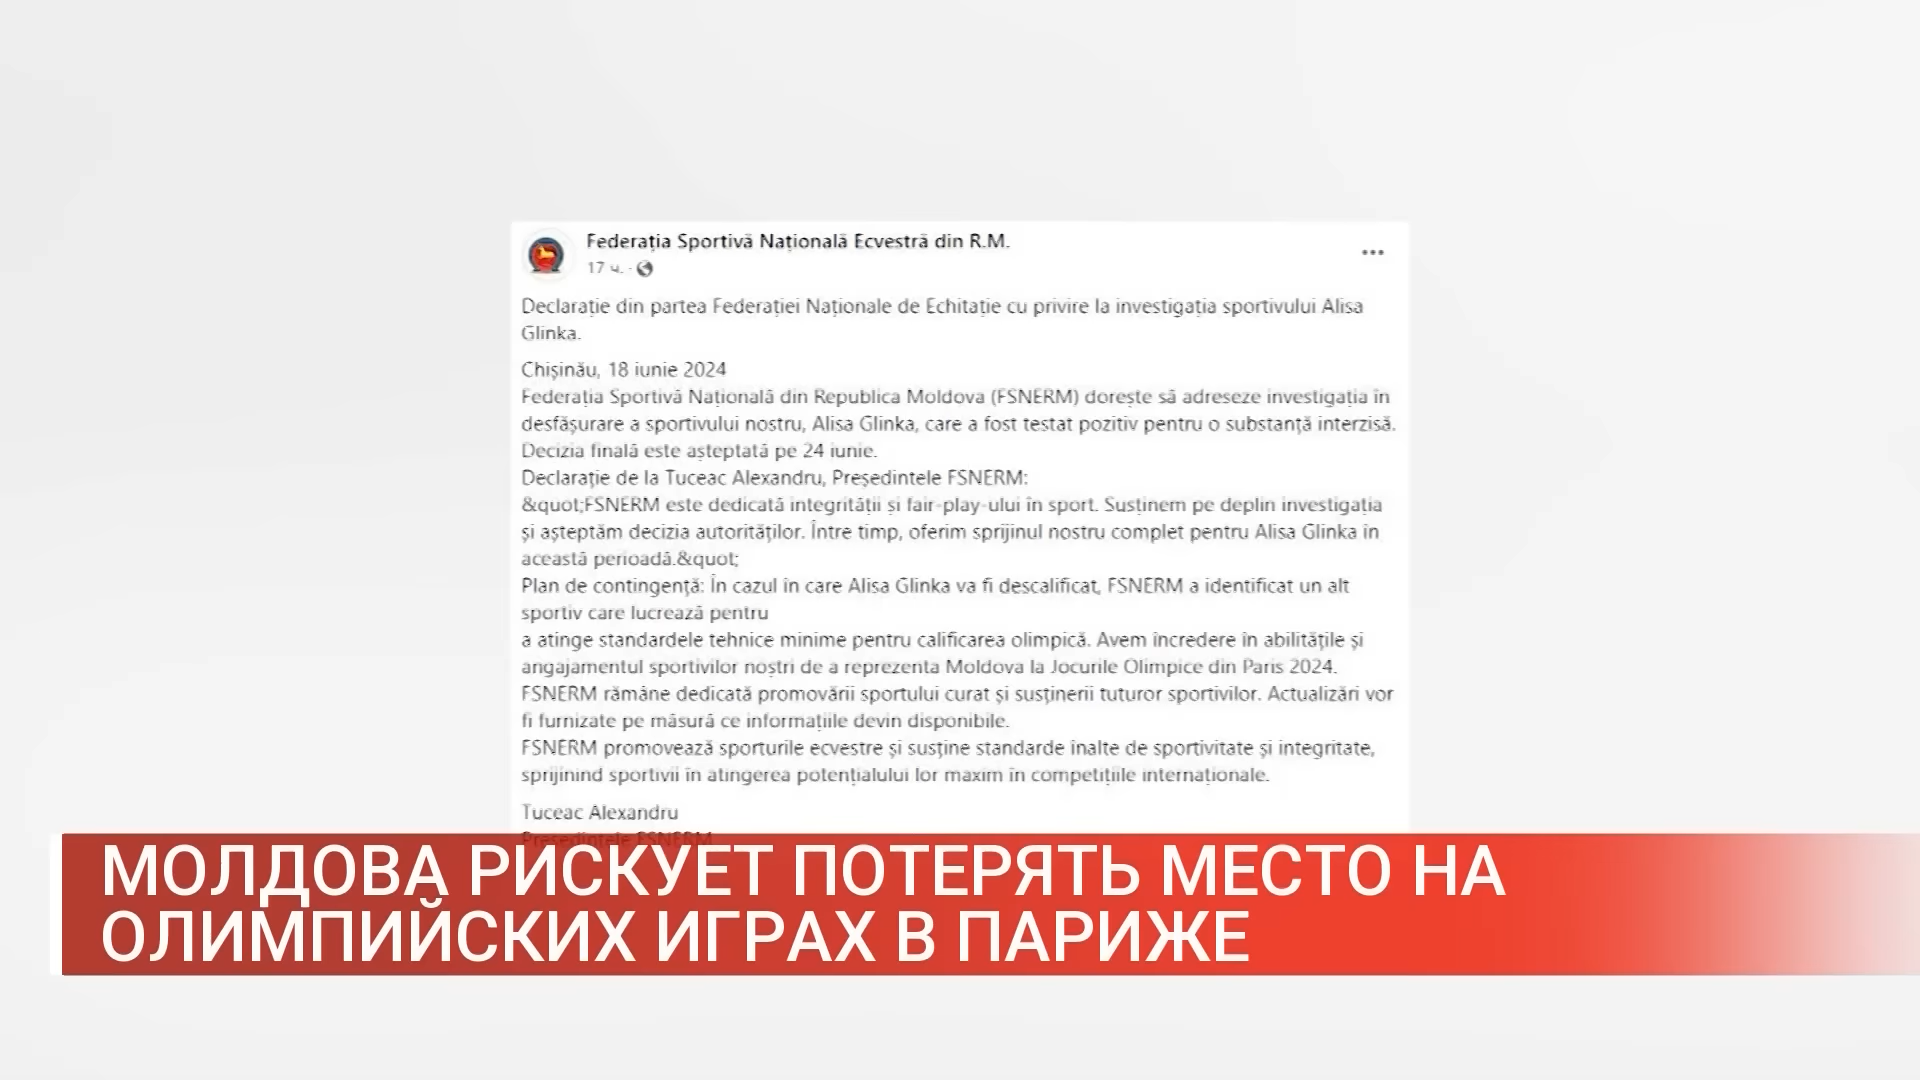 Federația Sportivă Națională Ecvestră din R.M.
17 ч. ·
Declarație din partea Federației Naționale de Echitație cu privire la investigația sportivului Alisa
Glinka.
Chișinău, 18 iunie 2024
Federația Sportivă Națională din Republica Moldova (FSNERM) dorește să adreseze investigația în
desfășurare a sportivului nostru, Alisa Glinka, care a fost testat pozitiv pentru o substanță interzisă.
Decizia finală este așteptată pe 24 iunie.
Declarație de la Tuceac Alexandru, Președintele FSNERM:
&quot;FSNERM este dedicată integrității și fair-play-ului în sport. Susținem pe deplin investigația
și așteptăm decizia autorităților. Între timp, oferim sprijinul nostru complet pentru Alisa Glinka în
această perioadă.&quot;
Plan de contingență: În cazul în care Alisa Glinka va fi descalificat, FSNERM a identificat un alt
sportiv care lucrează pentru
a atinge standardele tehnice minime pentru calificarea olimpică. Avem încredere în abilitățile și
angajamentul sportivilor noștri de a reprezenta Moldova la Jocurile Olimpice din Paris 2024.
FSNERM rămâne dedicată promovării sportului curat și susținerii tuturor sportivilor. Actualizări vor
fi furnizate pe măsură ce informațiile devin disponibile.
FSNERM promovează sporturile ecvestre și susține standarde înalte de sportivitate și integritate,
sprijinind sportivii în atingerea potențialului lor maxim în competițiile internaționale.
Tuceac Alexandru
Președintele FSNERM
МОЛДОВА РИСКУЕТ ПОТЕРЯТЬ МЕСТО НА
ОЛИМПИЙСКИХ ИГРАХ В ПАРИЖЕ